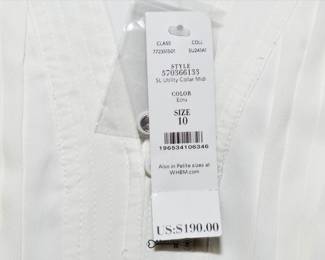 CLASS COLL
STYLE
570366133
SL Utility Collar Midi
COLOR
Ecru
SIZE
10
196534106346
Also in Petite sizes at
WHBM.com
US:$190.00